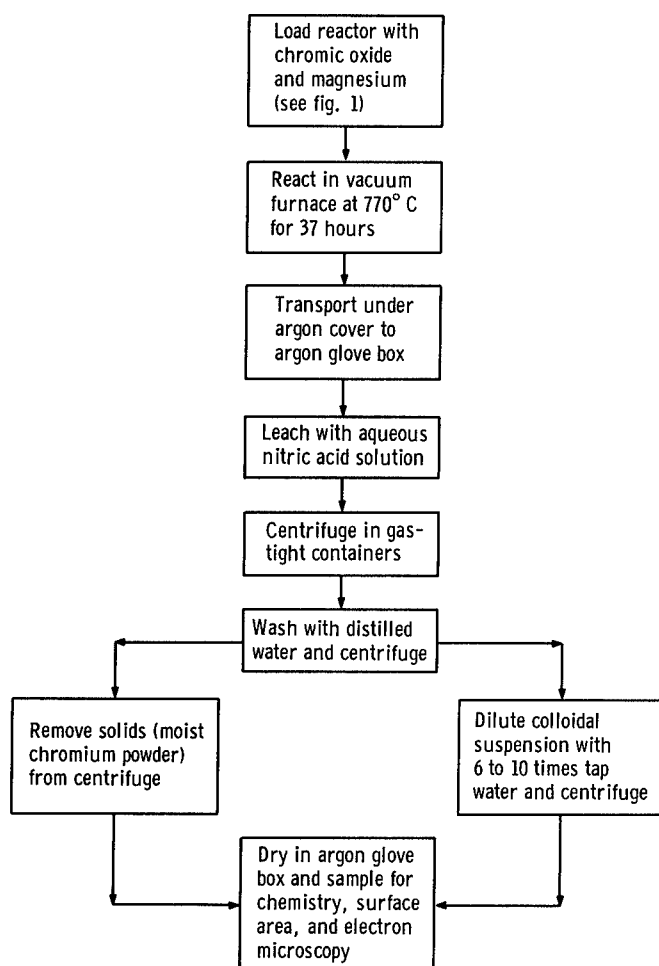 Load reactor with
chromic oxide
and magnesium
(see fig. 1)
React in vacuum
furnace at 770° C
for 37 hours
Transport under
argon cover to
argon glove box
Leach with aqueous
nitric acid solution
Centrifuge in gas-
tight containers
Wash with distilled
water and centrifuge
Remove solids (moist
chromium powder)
from centrifuge
Dilute colloidal
suspension with
6 to 10 times tap
water and centrifuge
Dry in argon glove
box and sample for
chemistry, surface
area, and electron
microscopy